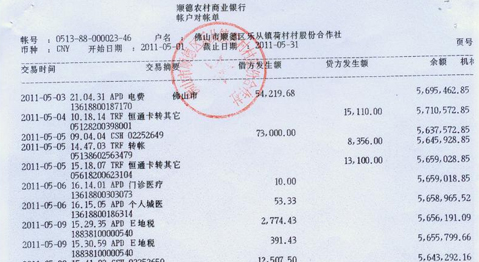 顺德农村商业银行
帐户对帐单
帐号 : 0513-88-000023-46 户名 : 佛山市顺德区乐从镇荷村村股份合作社
币种 : CNY 开始日期 : 2011-05-01 截止日期 : 2011-05-31 页号
交易时间 交易摘要 借方发生额 贷方发生额 余额 机构
2011-05-03 21.04.31 APD 电费 佛山市 54,219.68 5,695,462.85
13618800187170
2011-05-04 10.18.14 TRF 恒通卡转其它 15,110.00 5,710,572.85
05128200398001
2011-05-05 09.04.04 CSH 02252649 73,000.00 5,637,572.85
2011-05-05 14.47.03 TRF 转帐 8,356.00 5,645,928.85
05138602563479
2011-05-05 15.18.07 TRF 恒通卡转其它 13,100.00 5,659,028.85
05618200623104
2011-05-06 16.14.01 APD 门诊医疗 10.00 5,659,018.85
13618800303073
2011-05-06 16.15.05 APD 个人城医 53.33 5,658,965.52
13618800186314
2011-05-09 15.29.35 APD E地税 2,774.43 5,656,191.09
18838100000540
2011-05-09 15.30.59 APD E地税 391.43 5,655,799.66
18838100000540
2011-05-09 CSH 02252650 12,507.50 5,643,292.16